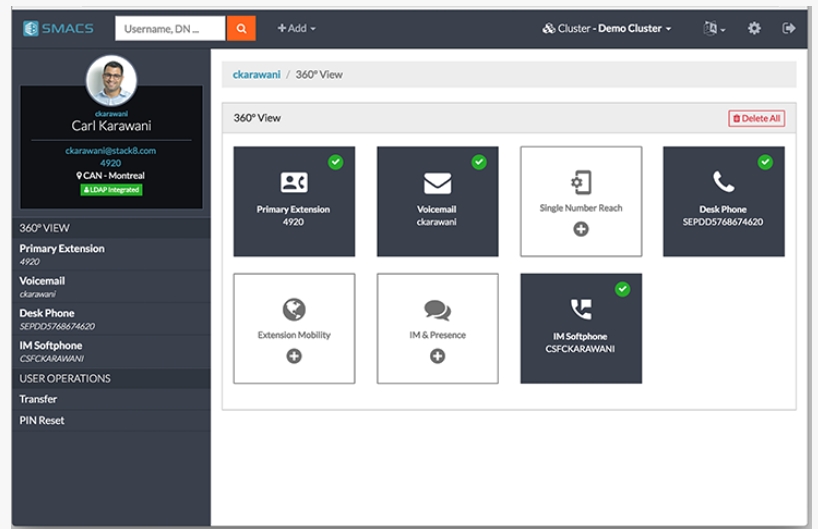 SMACS
Username, DN ...
+ Add
Cluster - Demo Cluster
ckarawani
Carl Karawani
ckarawani@stack8.com
4920
CAN - Montreal
LDAP Integrated
360° VIEW
Primary Extension
4920
Voicemail
ckarawani
Desk Phone
SEPDD5768674620
IM Softphone
CSFCKARAWANI
USER OPERATIONS
Transfer
PIN Reset
ckarawani / 360° View
360° View
Delete All
Primary Extension
4920
Voicemail
ckarawani
Single Number Reach
Desk Phone
SEPDD5768674620
Extension Mobility
IM & Presence
IM Softphone
CSFCKARAWANI